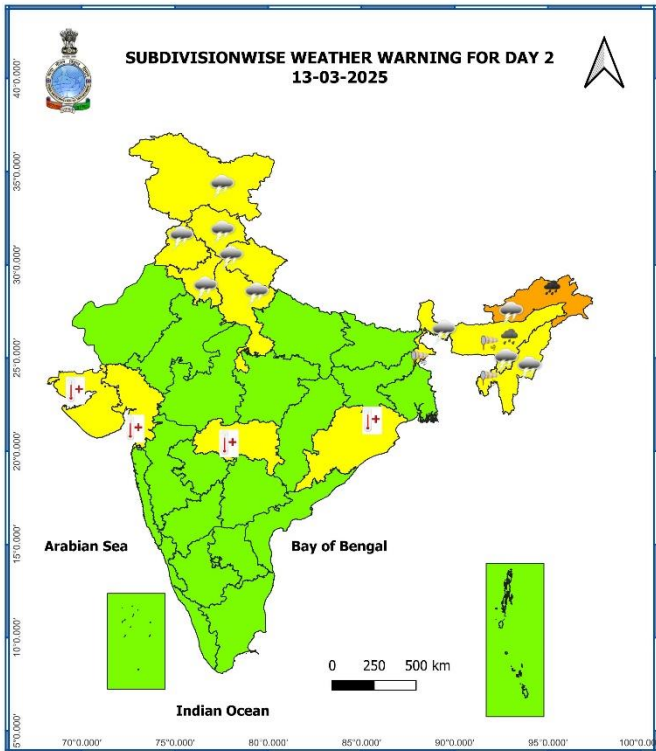 SUBDIVISIONWISE WEATHER WARNING FOR DAY 2
13-03-2025
40°0.000'
35°0.000'
30°0.000'
25°0.000'
20°0.000'
15°0.000'
10°0.000'
5°0.000'
Arabian Sea
Bay of Bengal
0 250 500 km
Indian Ocean
70°0.000' 75°0.000' 80°0.000' 85°0.000' 90°0.000' 95°0.000' 100°0.00